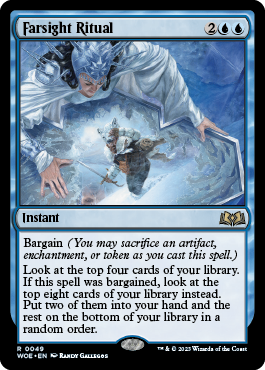 Farsight Ritual 2
Instant
Bargain (You may sacrifice an artifact,
enchantment, or token as you cast this spell.)
Look at the top four cards of your library.
If this spell was bargained, look at the
top eight cards of your library instead.
Put two of them into your hand and the
rest on the bottom of your library in a
random order.
R 0049
WOE • EN Randy Gallegos
™ & © 2023 Wizards of the Coast